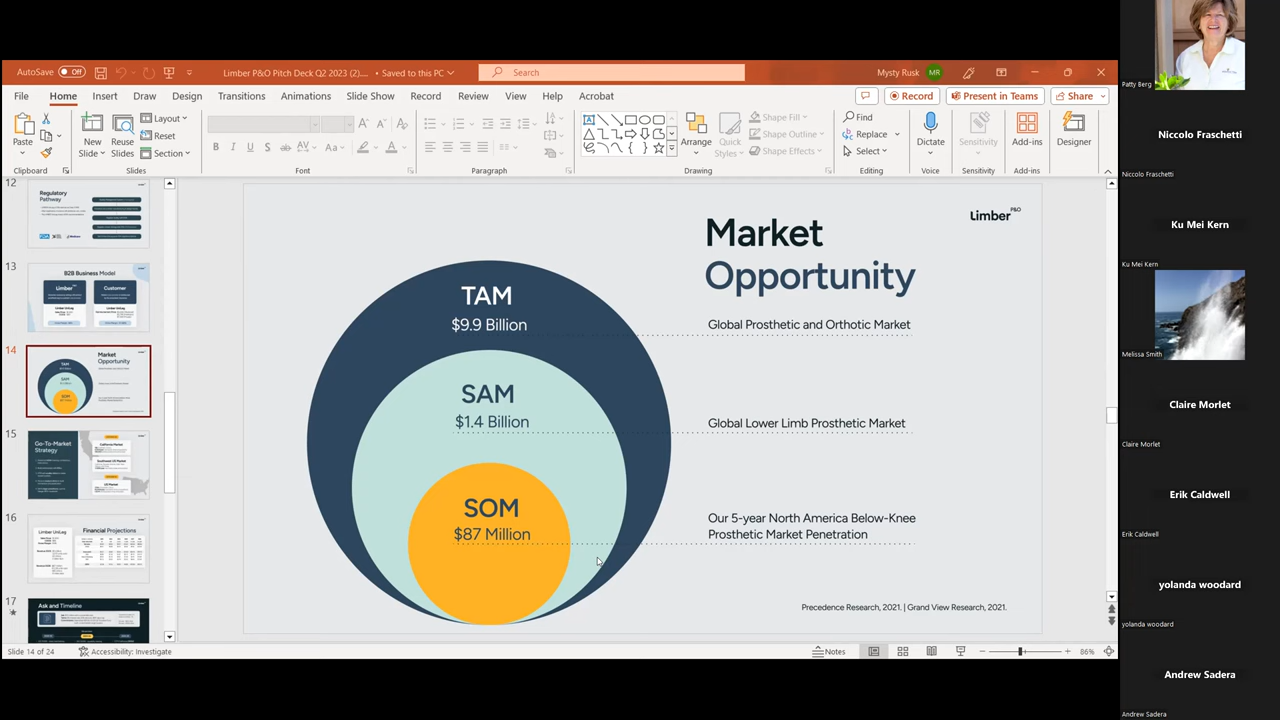 AutoSave
Off
Limber P&O Pitch Deck Q2 2023 (2).... • Saved to this PC
Search
Mysty Rusk
MR
File
Home
Insert
Draw
Design
Transitions
Animations
Slide Show
Record
Review
View
Help
Acrobat
Record
Present in Teams
Share
Paste
New
Slide
Reuse
Slides
Layout
Reset
Section
B I U S ab AV Aa
Arrange
Quick
Styles
Shape Fill
Shape Outline
Shape Effects
Find
Replace
Select
Dictate
Sensitivity
Add-ins
Designer
Clipboard
Slides
Font
Paragraph
Drawing
Editing
Voice
Sensitivity
Add-ins
12
Regulatory
Pathway
13
B2B Business Model
Limber
Customer
14
Market
Opportunity
TAM
SAM
SOM
15
Go-To-Market
Strategy
16
Limber UniLeg
Financial Projections
17
Ask and Timeline
Limber P&O
Market
Opportunity
TAM
$9.9 Billion
Global Prosthetic and Orthotic Market
SAM
$1.4 Billion
Global Lower Limb Prosthetic Market
SOM
$87 Million
Our 5-year North America Below-Knee
Prosthetic Market Penetration
Precedence Research, 2021. | Grand View Research, 2021.
Slide 14 of 24
Accessibility: Investigate
Notes
86%
Patty Berg
Niccolo Fraschetti
Niccolo Fraschetti
Ku Mei Kern
Ku Mei Kern
Melissa Smith
Claire Morlet
Claire Morlet
Erik Caldwell
Erik Caldwell
yolanda woodard
yolanda woodard
Andrew Sadera
Andrew Sadera